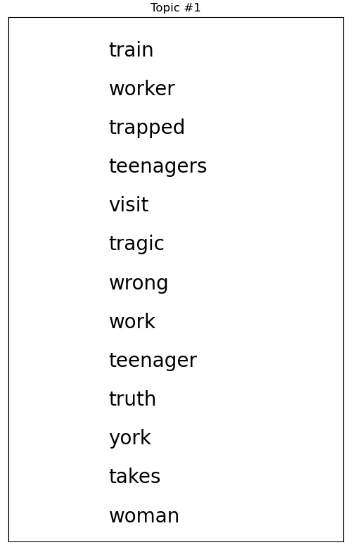 Topic #1
train
worker
trapped
teenagers
visit
tragic
wrong
work
teenager
truth
york
takes
woman